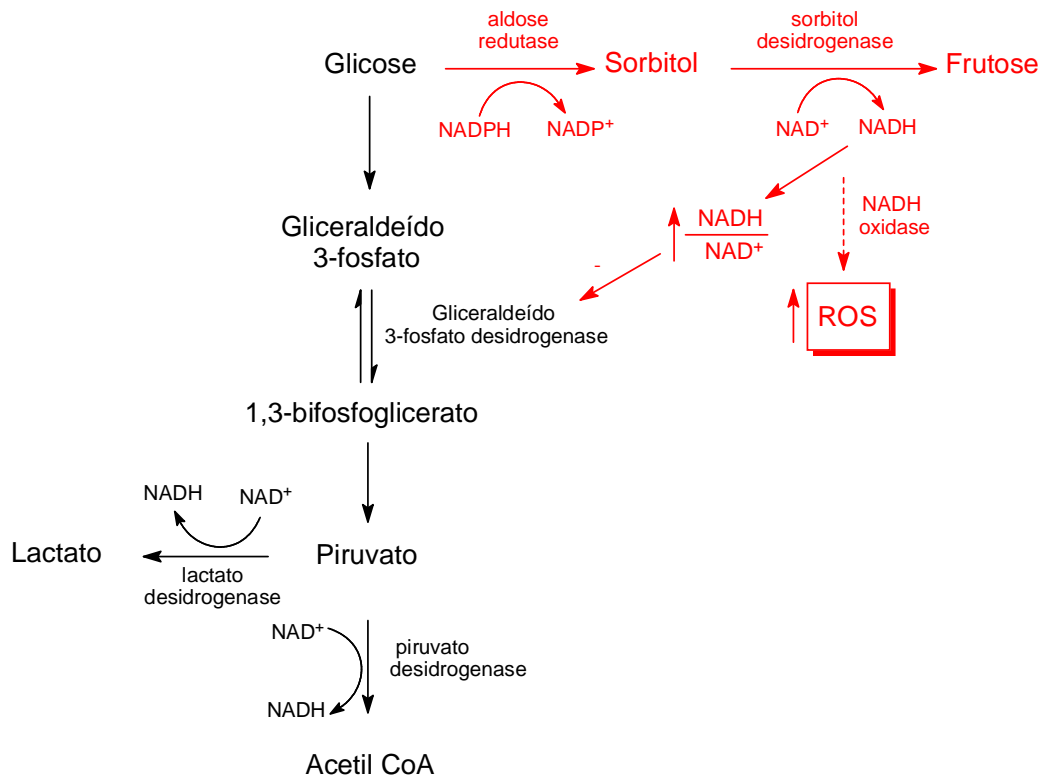 aldose
redutase
sorbitol
desidrogenase
Glicose
Sorbitol
Frutose
NADPH
NADP+
NAD+
NADH
NADH
NAD+
NADH
oxidase
Gliceraldeído
3-fosfato
-
ROS
Gliceraldeído
3-fosfato desidrogenase
1,3-bifosfoglicerato
NADH
NAD+
Lactato
Piruvato
lactato
desidrogenase
NAD+
piruvato
desidrogenase
NADH
Acetil CoA